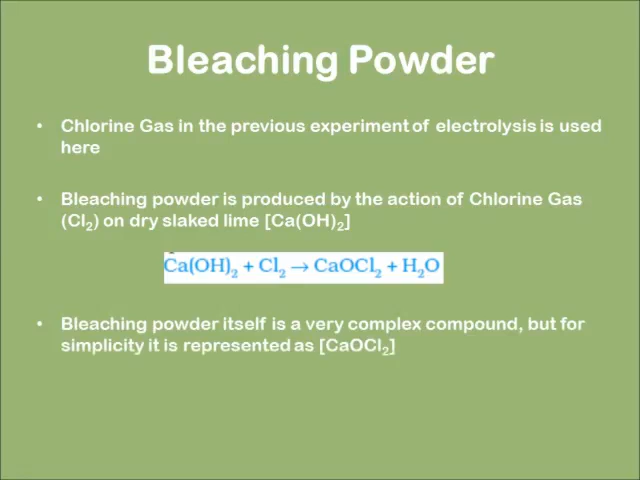 Bleaching Powder
• Chlorine Gas in the previous experiment of electrolysis is used
here
• Bleaching powder is produced by the action of Chlorine Gas
(Cl₂) on dry slaked lime [Ca(OH)₂]
Ca(OH)₂ + Cl₂ → CaOCl₂ + H₂O
• Bleaching powder itself is a very complex compound, but for
simplicity it is represented as [CaOCl₂]